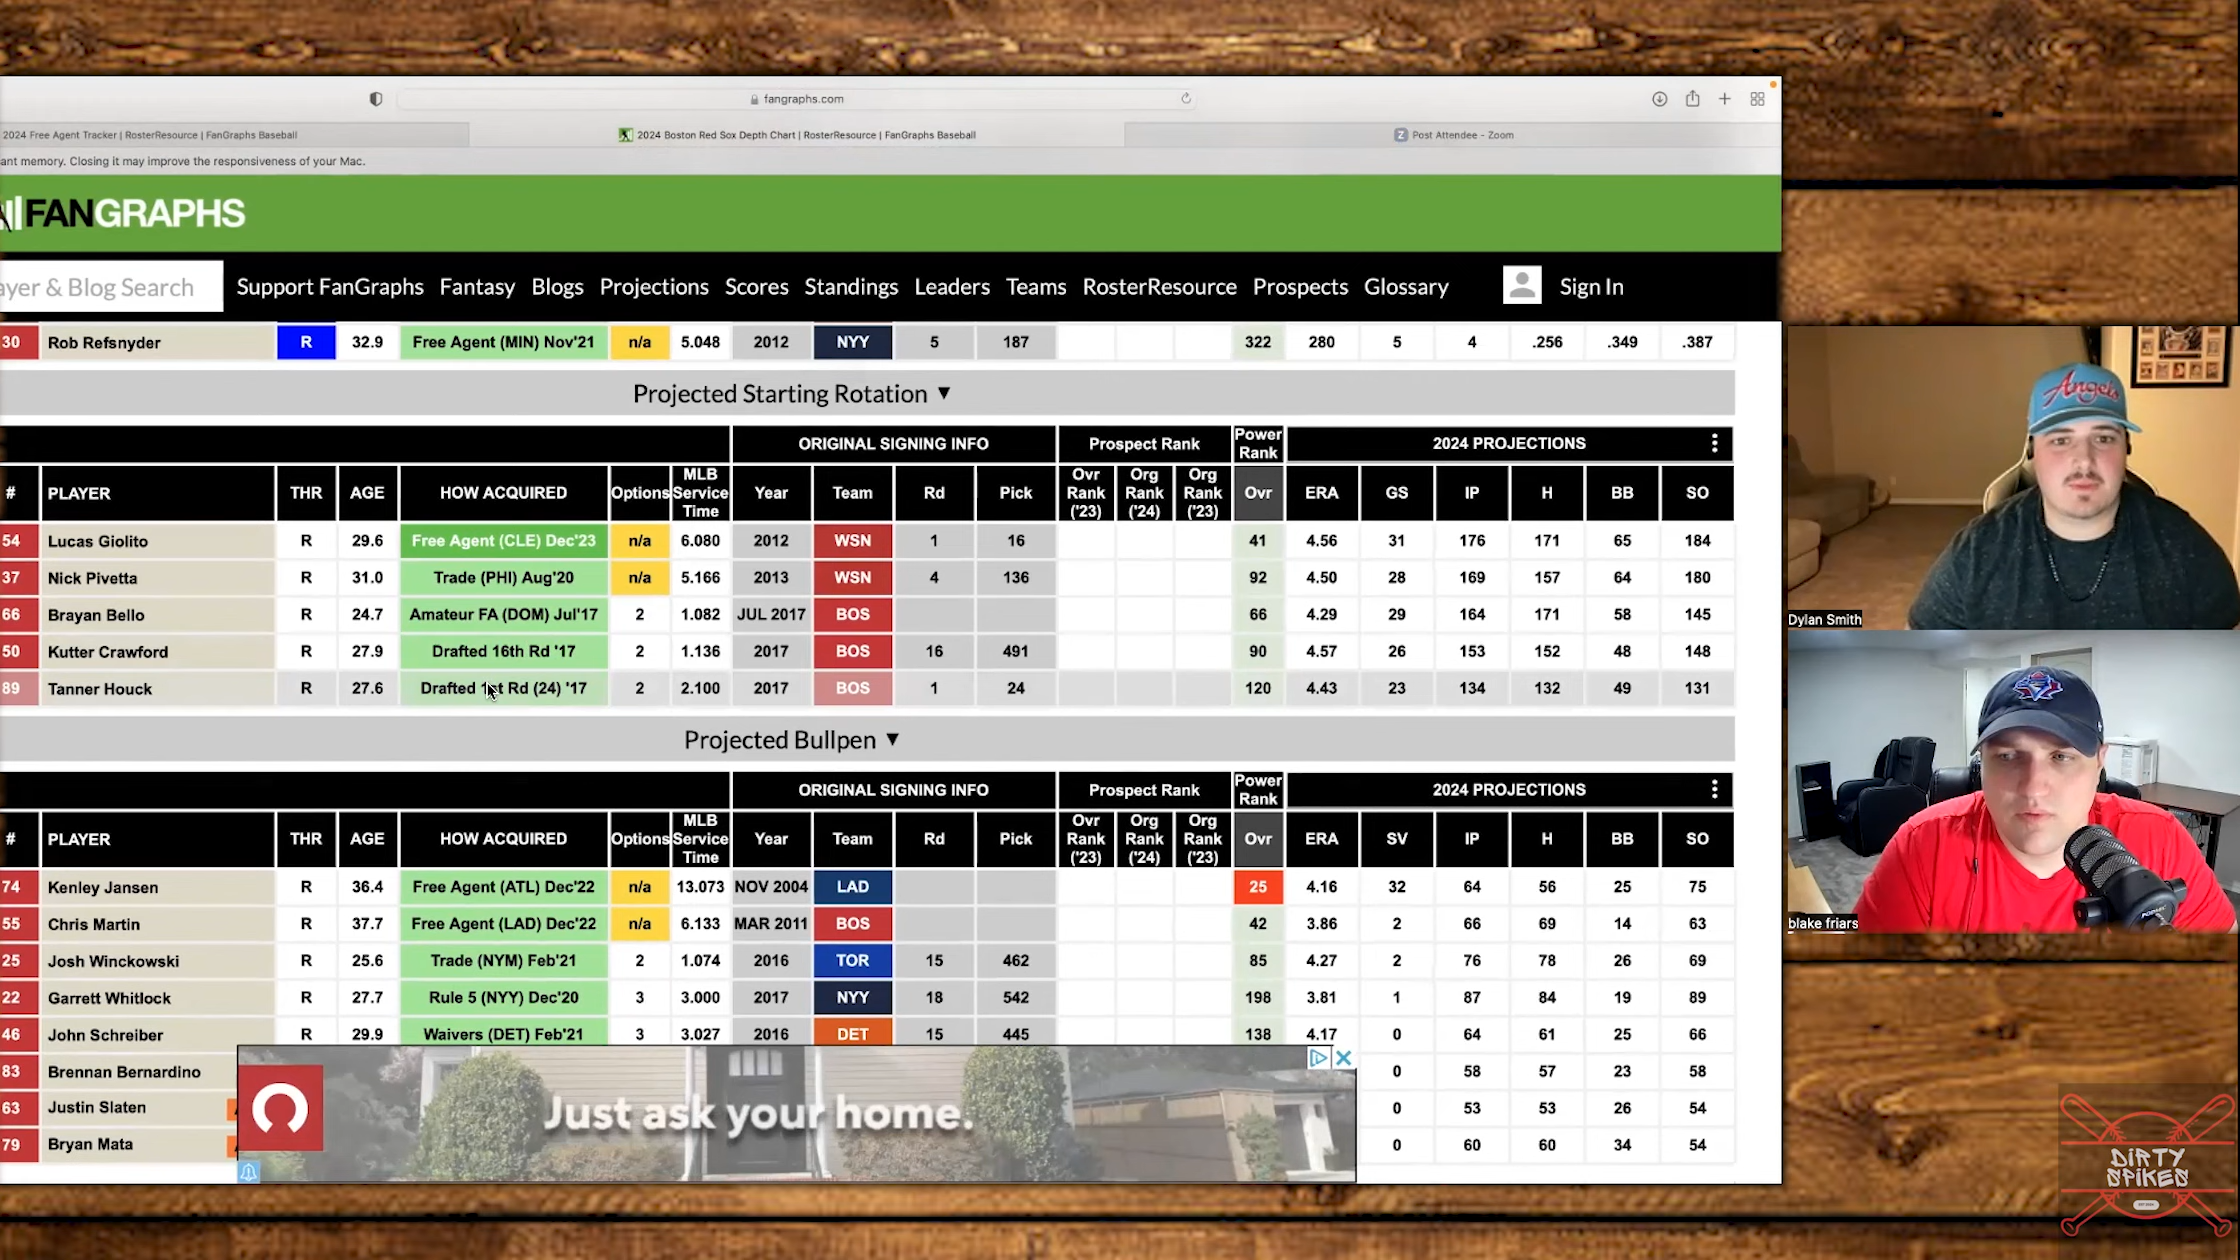 fangraphs.com
2024 Free Agent Tracker | RosterResource | FanGraphs Baseball 2024 Boston Red Sox Depth Chart | RosterResource | FanGraphs Baseball Z Post Attendee - Zoom
ant memory. Closing it may improve the responsiveness of your Mac.
FANGRAPHS
ayer & Blog Search Support FanGraphs Fantasy Blogs Projections Scores Standings Leaders Teams RosterResource Prospects Glossary Sign In
30 Rob Refsnyder R 32.9 Free Agent (MIN) Nov'21 n/a 5.048 2012 NYY 5 187 322 280 5 4 .256 .349 .387
Projected Starting Rotation ▼
ORIGINAL SIGNING INFO Prospect Rank Power Rank 2024 PROJECTIONS
# PLAYER THR AGE HOW ACQUIRED Options MLB Service Time Year Team Rd Pick Ovr Rank ('23) Org Rank ('24) Org Rank ('23) Ovr ERA GS IP H BB SO
54 Lucas Giolito R 29.6 Free Agent (CLE) Dec'23 n/a 6.080 2012 WSN 1 16 41 4.56 31 176 171 65 184
37 Nick Pivetta R 31.0 Trade (PHI) Aug'20 n/a 5.166 2013 WSN 4 136 92 4.50 28 169 157 64 180
66 Brayan Bello R 24.7 Amateur FA (DOM) Jul'17 2 1.082 JUL 2017 BOS 66 4.29 29 164 171 58 145
50 Kutter Crawford R 27.9 Drafted 16th Rd '17 2 1.136 2017 BOS 16 491 90 4.57 26 153 152 48 148
89 Tanner Houck R 27.6 Drafted 1st Rd (24) '17 2 2.100 2017 BOS 1 24 120 4.43 23 134 132 49 131
Projected Bullpen ▼
ORIGINAL SIGNING INFO Prospect Rank Power Rank 2024 PROJECTIONS
# PLAYER THR AGE HOW ACQUIRED Options MLB Service Time Year Team Rd Pick Ovr Rank ('23) Org Rank ('24) Org Rank ('23) Ovr ERA SV IP H BB SO
74 Kenley Jansen R 36.4 Free Agent (ATL) Dec'22 n/a 13.073 NOV 2004 LAD 25 4.16 32 64 56 25 75
55 Chris Martin R 37.7 Free Agent (LAD) Dec'22 n/a 6.133 MAR 2011 BOS 42 3.86 2 66 69 14 63
25 Josh Winckowski R 25.6 Trade (NYM) Feb'21 2 1.074 2016 TOR 15 462 85 4.27 2 76 78 26 69
22 Garrett Whitlock R 27.7 Rule 5 (NYY) Dec'20 3 3.000 2017 NYY 18 542 198 3.81 1 87 84 19 89
46 John Schreiber R 29.9 Waivers (DET) Feb'21 3 3.027 2016 DET 15 445 138 4.17 0 64 61 25 66
83 Brennan Bernardino 0 58 57 23 58
63 Justin Slaten 0 53 53 26 54
79 Bryan Mata 0 60 60 34 54
Just ask your home.
Angels
Dylan Smith
blake friars
DIRTY
SPIKES